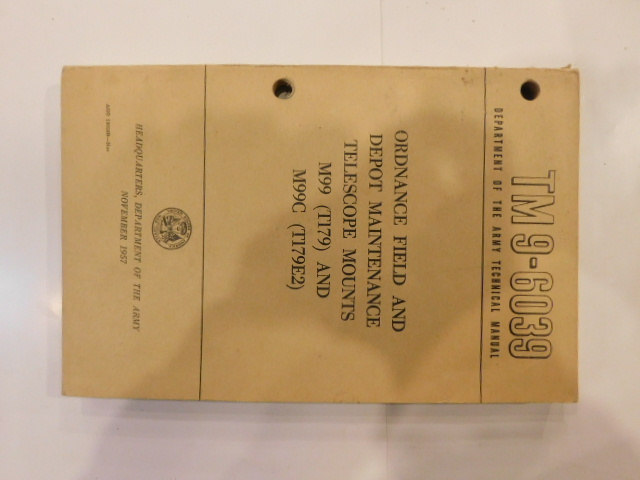 TM 9-6039
DEPARTMENT OF THE ARMY TECHNICAL MANUAL
ORDNANCE FIELD AND
DEPOT MAINTENANCE
TELESCOPE MOUNTS
M99 (T179) AND
M99C (T179E2)
HEADQUARTERS, DEPARTMENT OF THE ARMY
NOVEMBER 1957